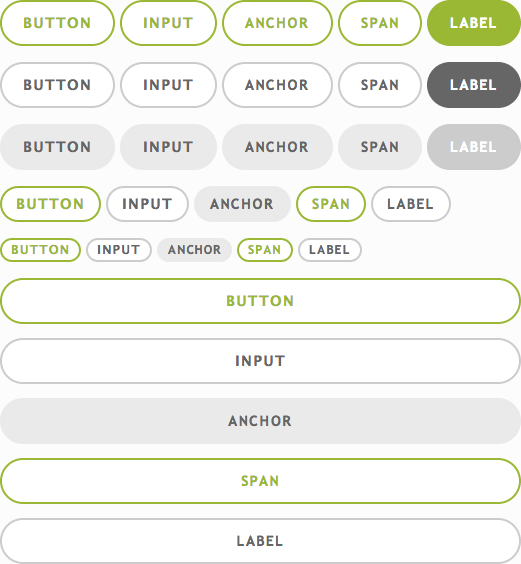 BUTTON INPUT ANCHOR SPAN LABEL
BUTTON INPUT ANCHOR SPAN LABEL
BUTTON INPUT ANCHOR SPAN LABEL
BUTTON INPUT ANCHOR SPAN LABEL
BUTTON INPUT ANCHOR SPAN LABEL
BUTTON
INPUT
ANCHOR
SPAN
LABEL